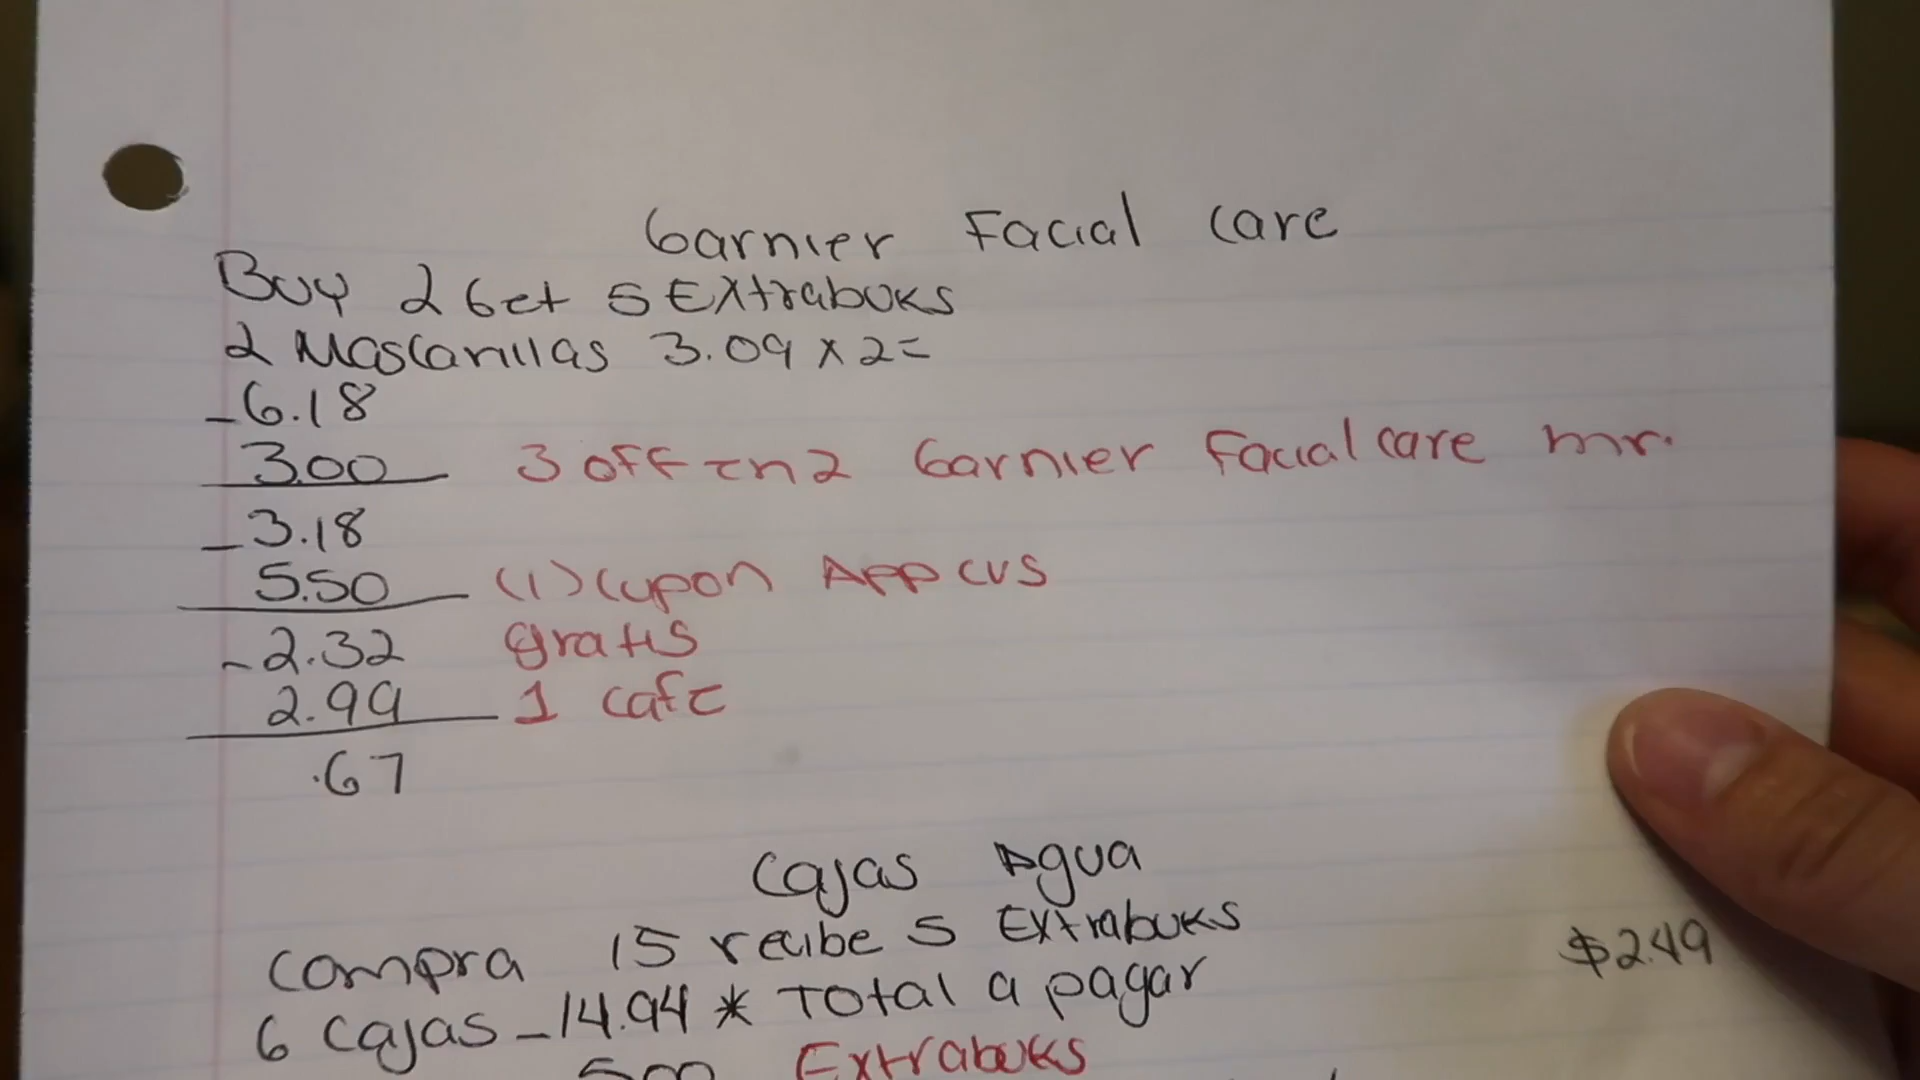 Garnier Facial care
Buy 2 Get 5 EXtrabuks
2 Mascarillas 3.09 x 2=
-6.18
3.00 3 off en 2 Garnier Facial care mr.
-3.18
5.50 (1) cupon App CVS
-2.32 gratis
2.99 1 cafe
.67
Cajas Agua
compra 15 recibe 5 EXtrabuks
$2.49
6 cajas -14.94 * Total a pagar
500 Extrabuks